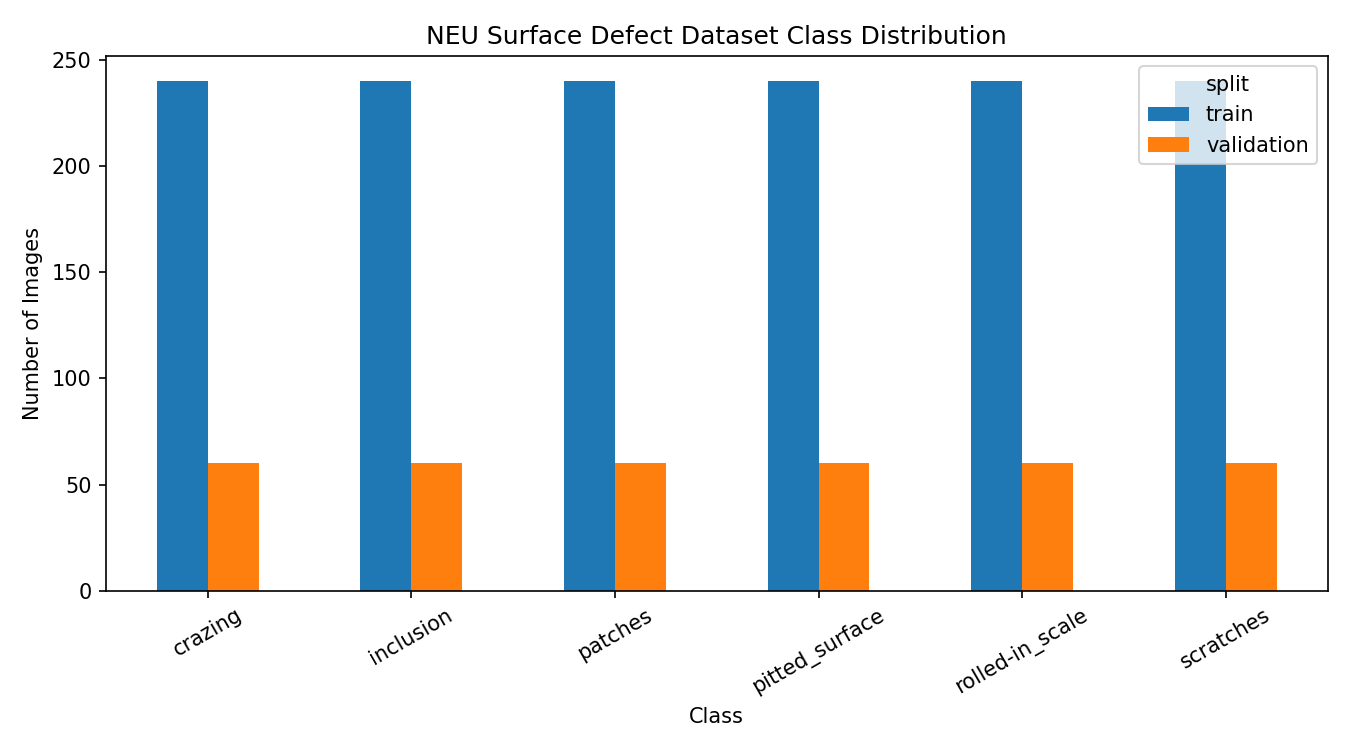 NEU Surface Defect Dataset Class Distribution
250
200
150
100
50
0
Number of Images
split
train
validation
crazing
inclusion
patches
pitted_surface
rolled-in_scale
scratches
Class